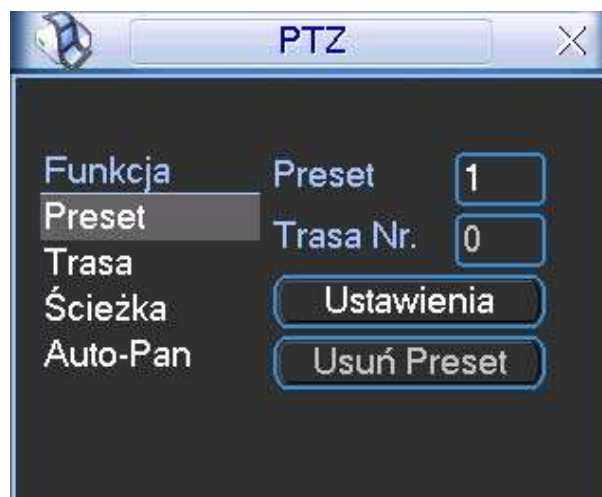 PTZ
Funkcja
Preset
Trasa
Ścieżka
Auto-Pan
Preset 1
Trasa Nr. 0
Ustawienia
Usuń Preset